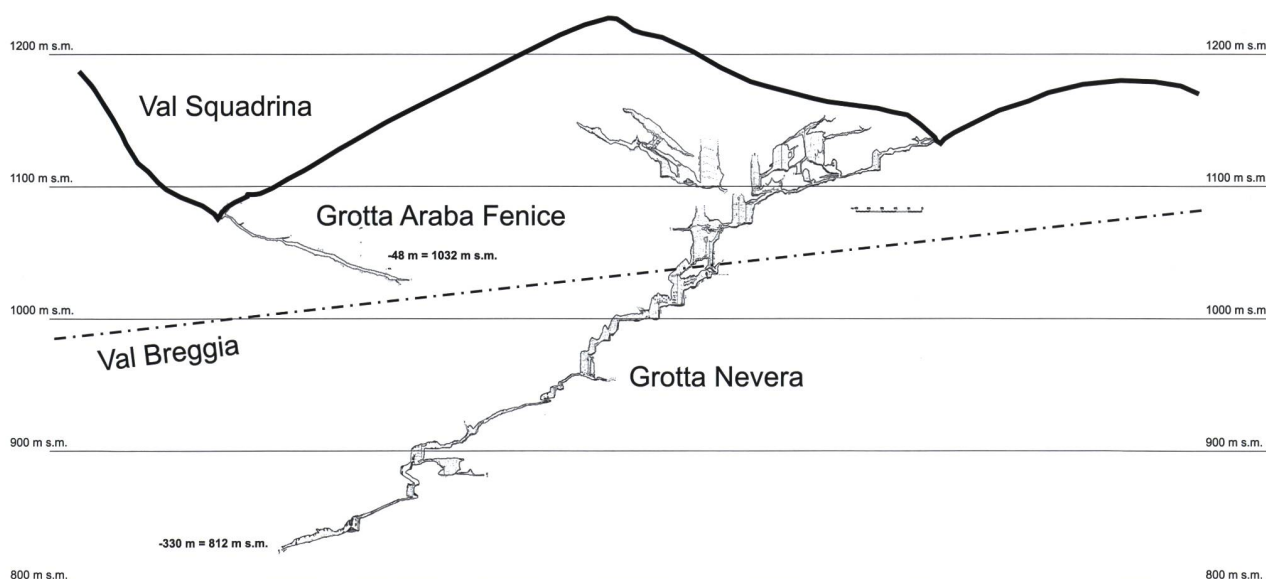 1200 m s.m.
1200 m s.m
Val Squadrina
1100 m s.m.
1100 m s.m.
Grotta Araba Fenice
-48 m = 1032 m s.m.
1000 m s.m.
1000 m s.m.
Val Breggia
Grotta Nevera
900 m s.m.
900 m s.m.
-330 m = 812 m s.m.
800 m s.m.
800 m s.m.